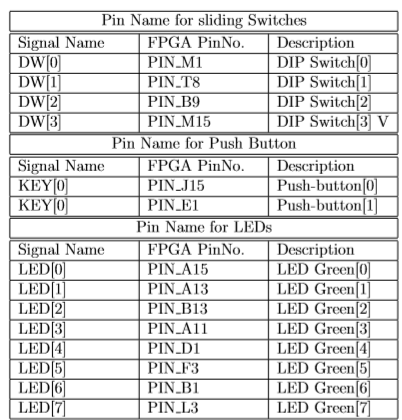 Pin Name for sliding Switches
Signal Name FPGA PinNo. Description
DW[0] PIN_M1 DIP Switch[0]
DW[1] PIN_T8 DIP Switch[1]
DW[2] PIN_B9 DIP Switch[2]
DW[3] PIN_M15 DIP Switch[3] V
Pin Name for Push Button
Signal Name FPGA PinNo. Description
KEY[0] PIN_J15 Push-button[0]
KEY[0] PIN_E1 Push-button[1]
Pin Name for LEDs
Signal Name FPGA PinNo. Description
LED[0] PIN_A15 LED Green[0]
LED[1] PIN_A13 LED Green[1]
LED[2] PIN_B13 LED Green[2]
LED[3] PIN_A11 LED Green[3]
LED[4] PIN_D1 LED Green[4]
LED[5] PIN_F3 LED Green[5]
LED[6] PIN_B1 LED Green[6]
LED[7] PIN_L3 LED Green[7]